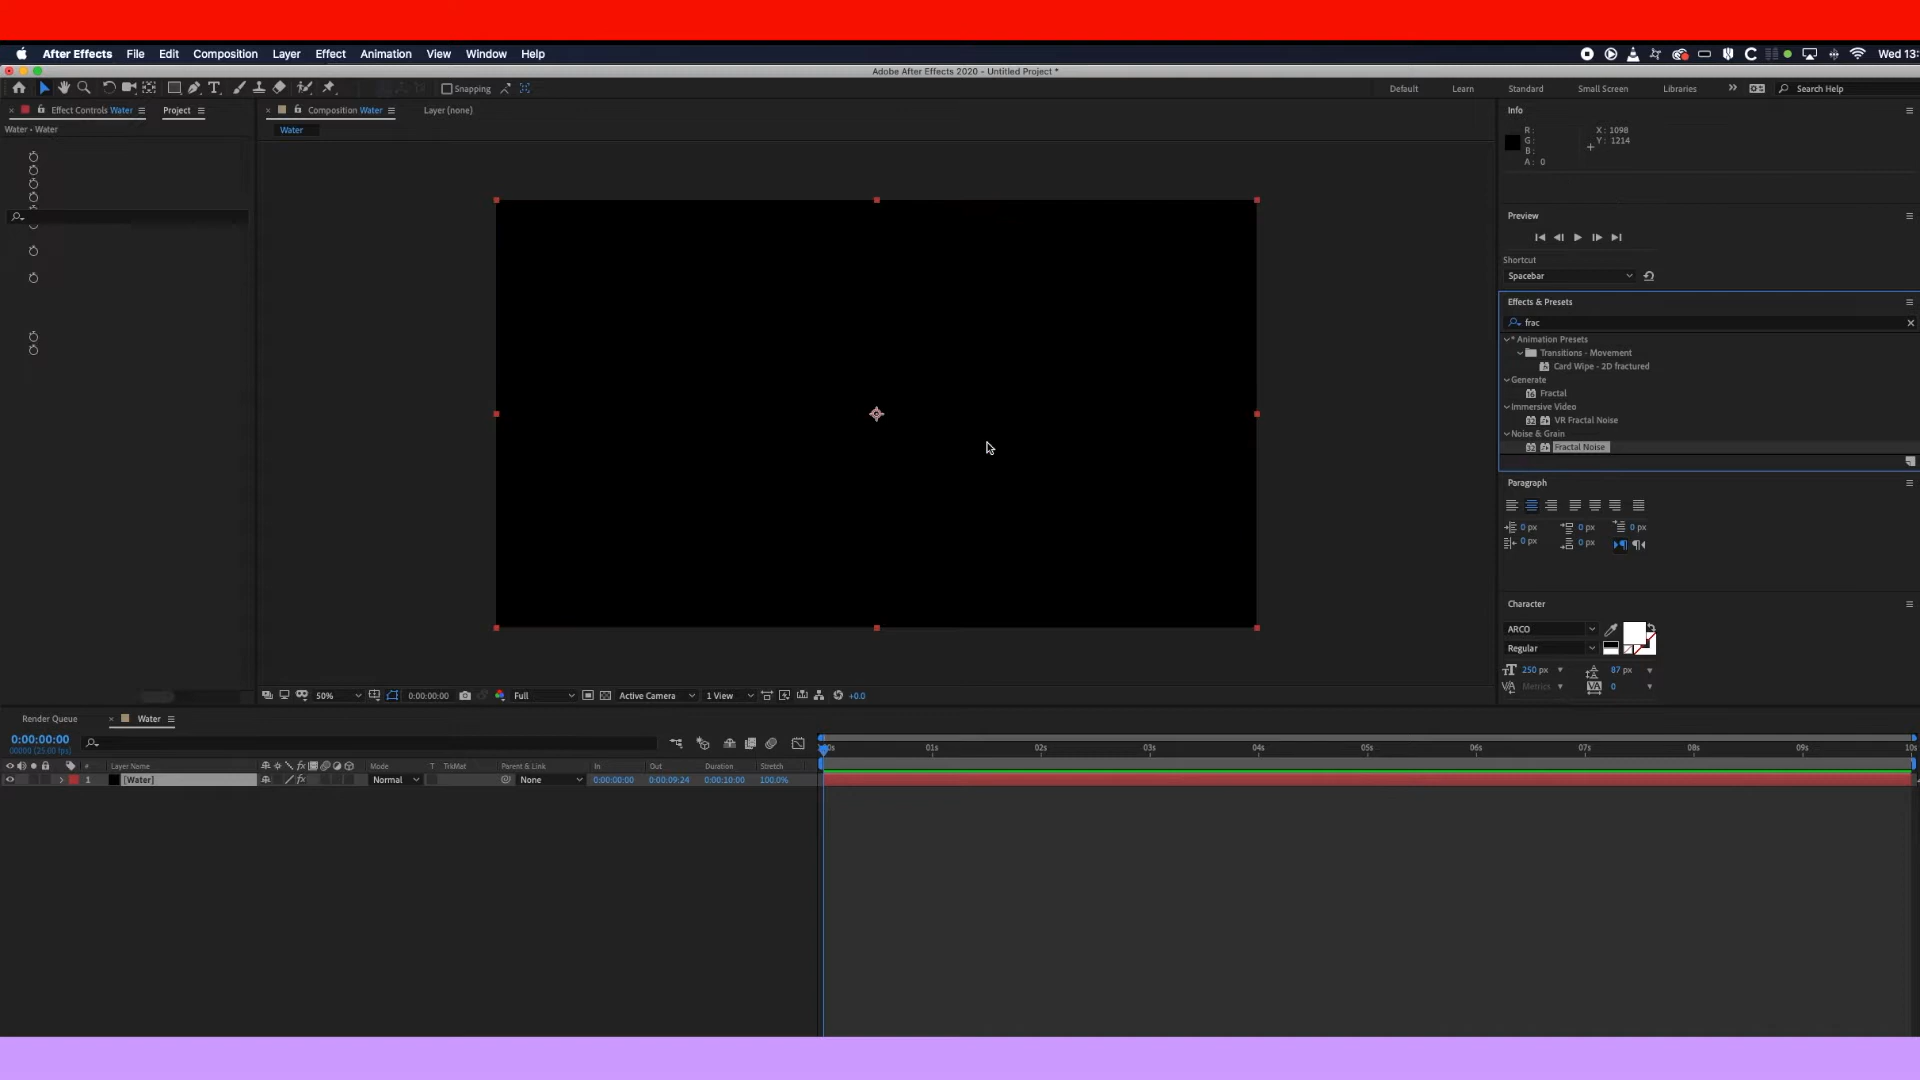 After Effects File Edit Composition Layer Effect Animation View Window Help Wed 13:
Adobe After Effects 2020 - Untitled Project *
Snapping Default Learn Standard Small Screen Libraries Search Help
Effect Controls Water Project Composition Water Layer (none) Info
Water • Water Water
R: X: 1098
G: Y: 1214
B:
A: 0
Preview
Shortcut
Spacebar
Effects & Presets
frac
* Animation Presets
Transitions - Movement
Card Wipe - 2D fractured
Generate
Fractal
Immersive Video
VR Fractal Noise
Noise & Grain
Fractal Noise
Paragraph
0 px 0 px 0 px
0 px 0 px
Character
ARCO
Regular
250 px 87 px
Metrics 0
50% 0:00:00:00 Full Active Camera 1 View +0.0
Render Queue Water
0:00:00:00
00000 (25.00 fps)
00s 01s 02s 03s 04s 05s 06s 07s 08s 09s 10s
# Layer Name Mode T TrkMat Parent & Link In Out Duration Stretch
1 [Water] Normal None 0:00:00:00 0:00:09:24 0:00:10:00 100.0%